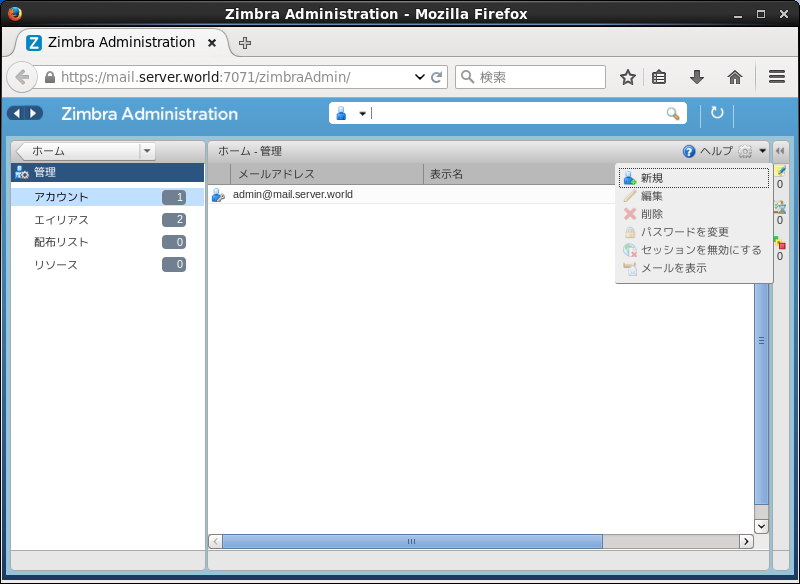 Zimbra Administration - Mozilla Firefox
Zimbra Administration
https://mail.server.world:7071/zimbraAdmin/
検索
Zimbra Administration
ホーム
ホーム - 管理
ヘルプ
管理
メールアドレス
表示名
アカウント 1
エイリアス 2
配布リスト 0
リソース 0
admin@mail.server.world
新規
編集
削除
パスワードを変更
セッションを無効にする
メールを表示
0
0
0